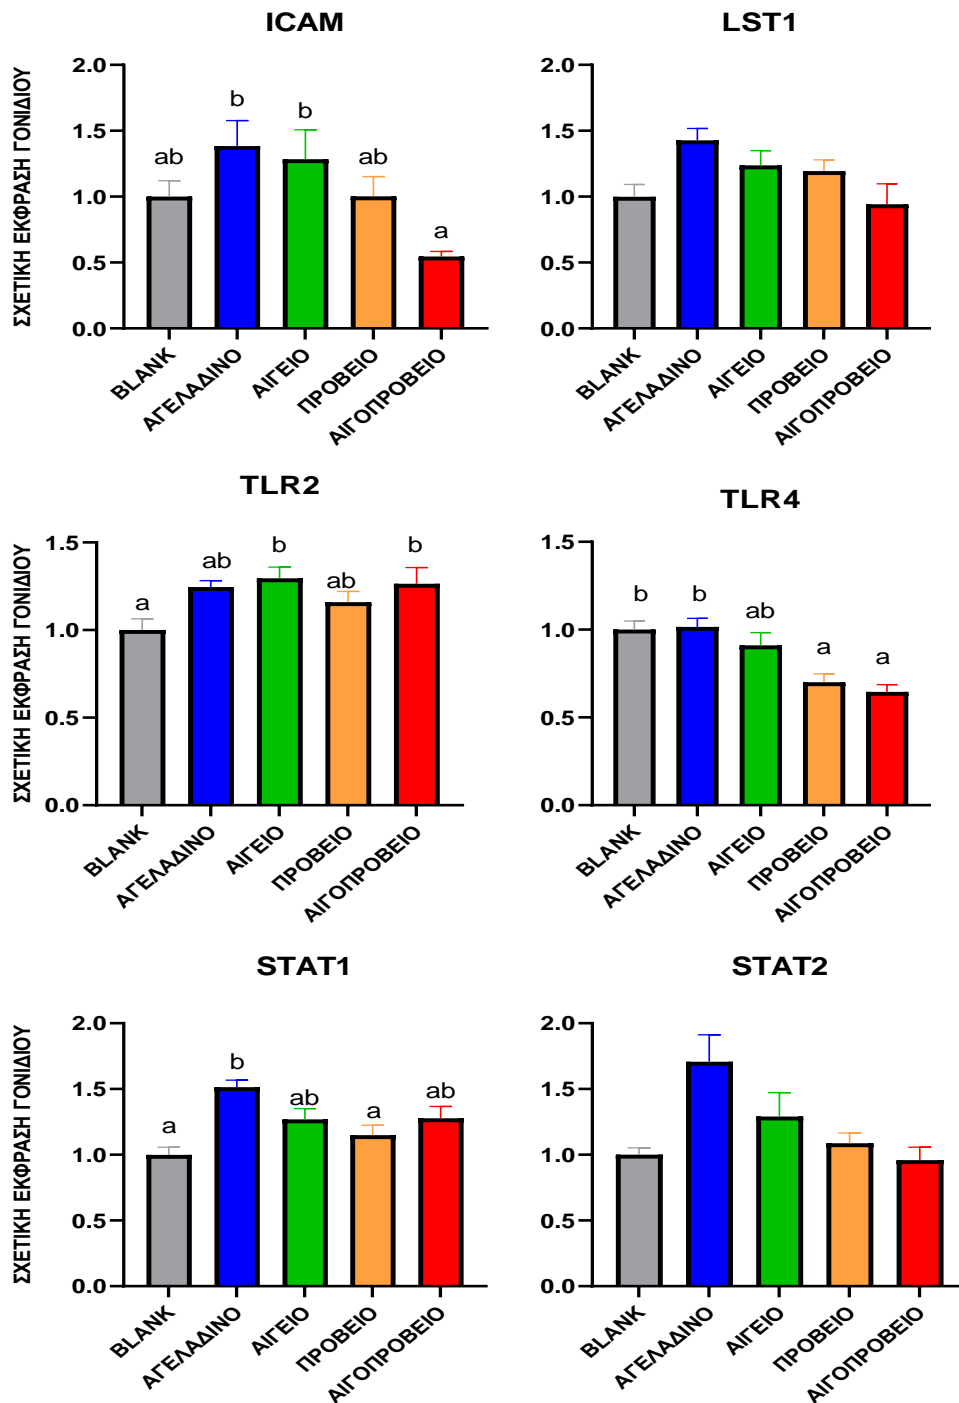 ICAM
ΣΧΕΤΙΚΗ ΕΚΦΡΑΣΗ ΓΟΝΙΔΙΟΥ
2.0
1.5
1.0
0.5
0.0
ab
b
b
ab
a
BLANK
ΑΓΕΛΑΔΙΝΟ
ΑΙΓΕΙΟ
ΠΡΟΒΕΙΟ
ΑΙΓΟΠΡΟΒΕΙΟ
LST1
2.0
1.5
1.0
0.5
0.0
BLANK
ΑΓΕΛΑΔΙΝΟ
ΑΙΓΕΙΟ
ΠΡΟΒΕΙΟ
ΑΙΓΟΠΡΟΒΕΙΟ
TLR2
ΣΧΕΤΙΚΗ ΕΚΦΡΑΣΗ ΓΟΝΙΔΙΟΥ
1.5
1.0
0.5
0.0
a
ab
b
ab
b
BLANK
ΑΓΕΛΑΔΙΝΟ
ΑΙΓΕΙΟ
ΠΡΟΒΕΙΟ
ΑΙΓΟΠΡΟΒΕΙΟ
TLR4
1.5
1.0
0.5
0.0
b
b
ab
a
a
BLANK
ΑΓΕΛΑΔΙΝΟ
ΑΙΓΕΙΟ
ΠΡΟΒΕΙΟ
ΑΙΓΟΠΡΟΒΕΙΟ
STAT1
ΣΧΕΤΙΚΗ ΕΚΦΡΑΣΗ ΓΟΝΙΔΙΟΥ
2.0
1.5
1.0
0.5
0.0
a
b
ab
a
ab
BLANK
ΑΓΕΛΑΔΙΝΟ
ΑΙΓΕΙΟ
ΠΡΟΒΕΙΟ
ΑΙΓΟΠΡΟΒΕΙΟ
STAT2
2.0
1.5
1.0
0.5
0.0
BLANK
ΑΓΕΛΑΔΙΝΟ
ΑΙΓΕΙΟ
ΠΡΟΒΕΙΟ
ΑΙΓΟΠΡΟΒΕΙΟ